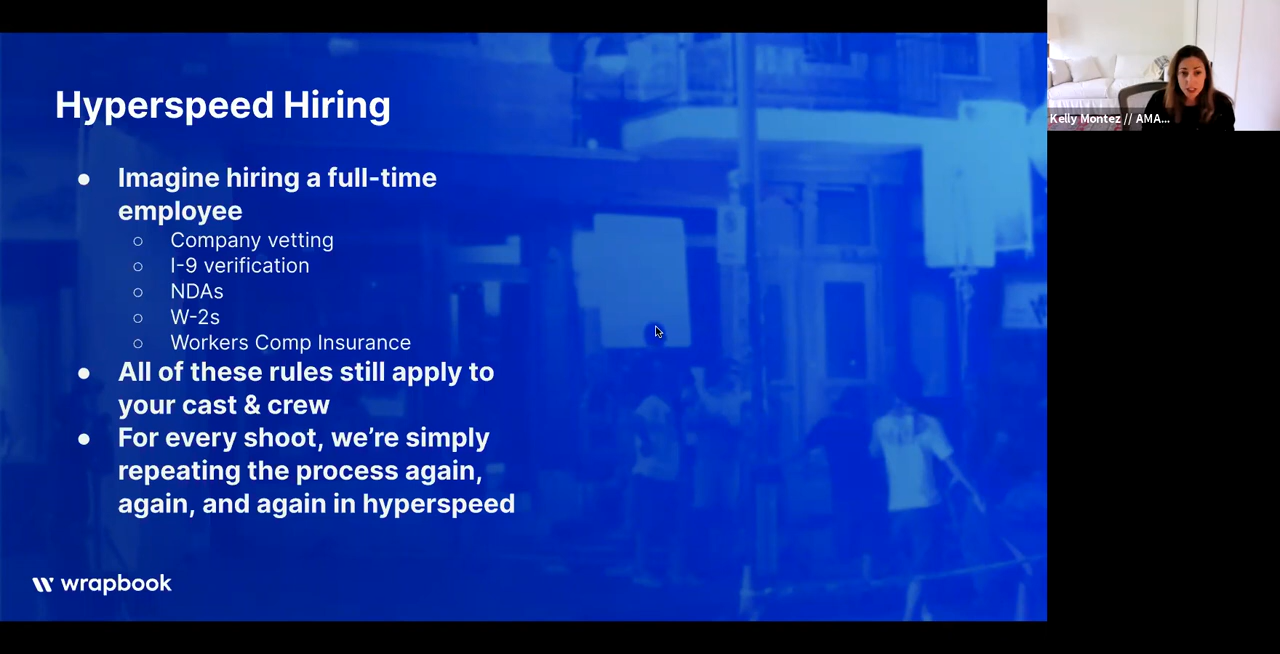 Hyperspeed Hiring
● Imagine hiring a full-time
employee
○ Company vetting
○ I-9 verification
○ NDAs
○ W-2s
○ Workers Comp Insurance
● All of these rules still apply to
your cast & crew
● For every shoot, we’re simply
repeating the process again,
again, and again in hyperspeed
wrapbook
Kelly Montez // AMA...